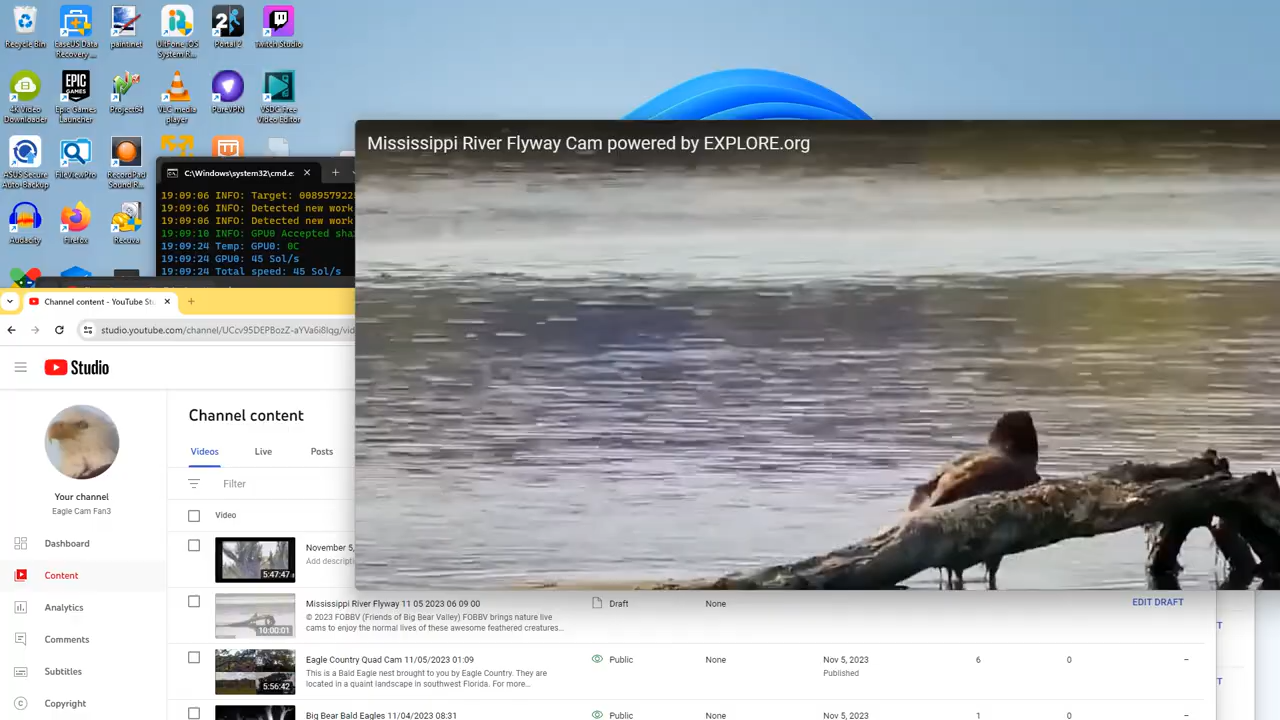 Recycle Bin
EaseUS Data Recovery ...
paint.net
UltFone iOS System R...
Portal 2
Twitch Studio
4K Video Downloader
Epic Games Launcher
Project64
VLC media player
PureVPN
VSDC Free Video Editor
ASUS Secure Auto-Backup
FileViewPro
RecordPad Sound R...
Audacity
Firefox
Recuva
C:\Windows\system32\cmd.e
19:09:06 INFO: Target: 0089579225
19:09:06 INFO: Detected new work
19:09:06 INFO: Detected new work
19:09:10 INFO: GPU0 Accepted sha
19:09:24 Temp: GPU0: 0C
19:09:24 GPU0: 45 Sol/s
19:09:24 Total speed: 45 Sol/s
Mississippi River Flyway Cam powered by EXPLORE.org
Channel content - YouTube St
studio.youtube.com/channel/UCcv95DEPBozZ-aYVa6i8lqg/vid
Studio
Your channel
Eagle Cam Fan3
Dashboard
Content
Analytics
Comments
Subtitles
Copyright
Channel content
Videos Live Posts
Filter
Video
November 5,
Add descripti
5:47:47
Mississippi River Flyway 11 05 2023 06 09 00
© 2023 FOBBV (Friends of Big Bear Valley) FOBBV brings nature live
cams to enjoy the normal lives of these awesome feathered creatures...
10:00:01
Draft None EDIT DRAFT
Eagle Country Quad Cam 11/05/2023 01:09
This is a Bald Eagle nest brought to you by Eagle Country. They are
located in a quaint landscape in southwest Florida. For more...
5:56:42
Public None Nov 5, 2023 6 0 –
Published
Big Bear Bald Eagles 11/04/2023 08:31
Public None Nov 5, 2023 1 0 –
T
T